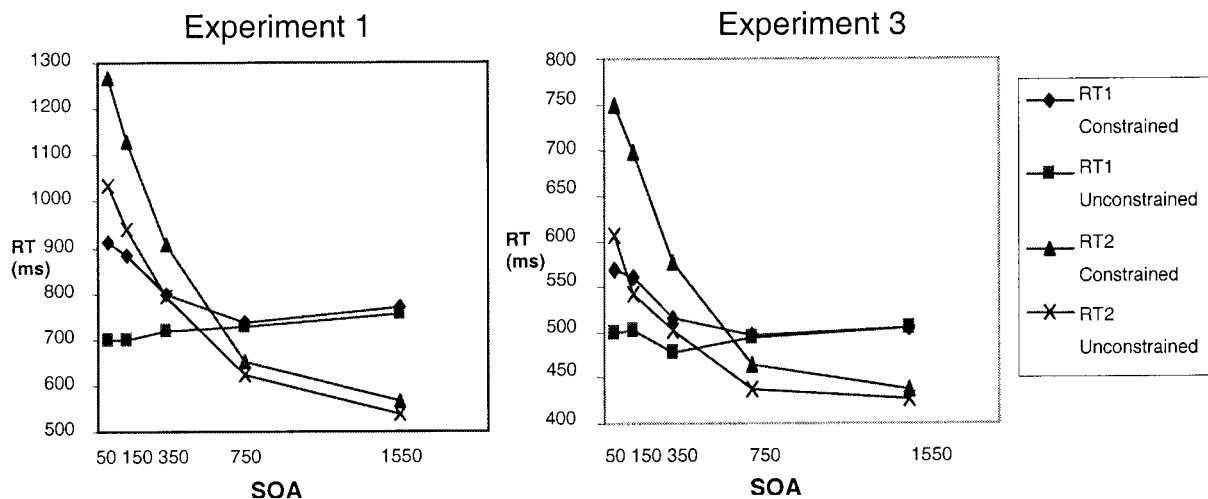 Experiment 1
1300
1200
1100
1000
900
800
700
600
500
RT
(ms)
50 150 350 750 1550
SOA
Experiment 3
800
750
700
650
600
550
500
450
400
RT
(ms)
50 150 350 750 1550
SOA
RT1
Constrained
RT1
Unconstrained
RT2
Constrained
RT2
Unconstrained